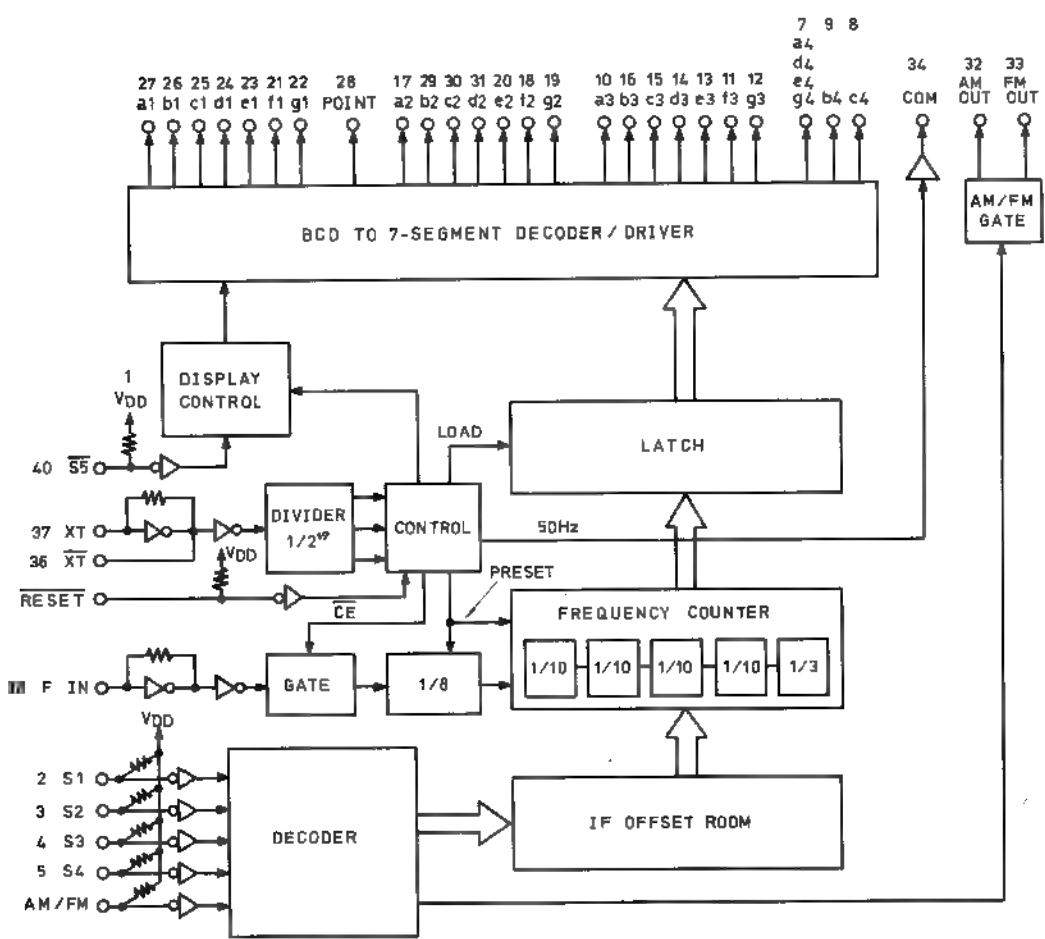 7 9 8
a4
d4
e4
g4 b4 c4
27 26 25 24 23 21 22 28 17 29 30 31 20 18 19 10 16 15 14 13 11 12
a1 b1 c1 d1 e1 f1 g1 POINT a2 b2 c2 d2 e2 f2 g2 a3 b3 c3 d3 e3 f3 g3
34 32 33
COM AM OUT FM OUT
AM/FM
GATE
BCD TO 7-SEGMENT DECODER/DRIVER
1
VDD
DISPLAY
CONTROL
40 S5
LOAD
LATCH
37 XT
36 XT
DIVIDER
1/2¹⁹
CONTROL
50Hz
VDD
RESET
CE
PRESET
FREQUENCY COUNTER
1/10 1/10 1/10 1/10 1/3
F IN
GATE
1/8
VDD
2 S1
3 S2
4 S3
5 S4
AM/FM
DECODER
IF OFFSET ROOM